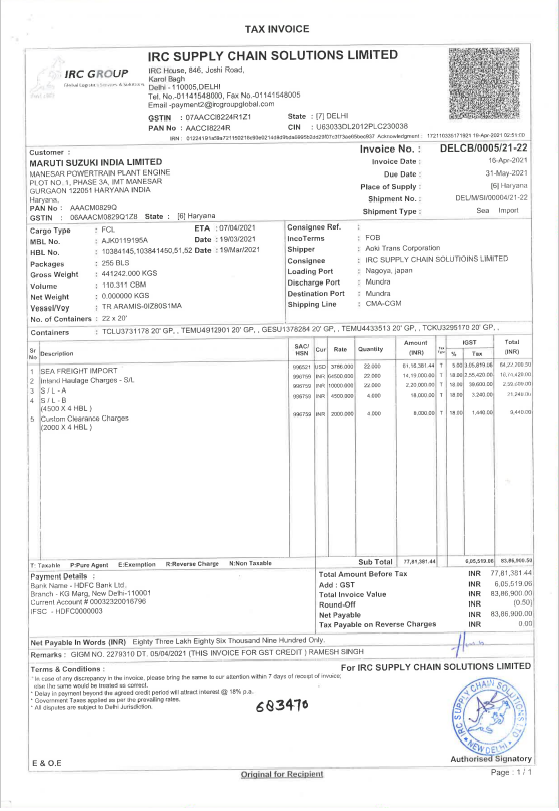 TAX INVOICE
IRC GROUP
Global Logistics Solutions & Solutions
IRC SUPPLY CHAIN SOLUTIONS LIMITED
IRC House, 846, Joshi Road,
Karol Bagh
Delhi - 110005,DELHI
Tel. No.-01141548000, Fax No.-01141548005
Email -payment2@ircgroupglobal.com
GSTIN : 07AACCI8224R1Z1 State : [7] DELHI
PAN No : AACCI8224R CIN : U63033DL2012PLC230038
Customer :
MARUTI SUZUKI INDIA LIMITED
MANESAR POWERTRAIN PLANT ENGINE
PLOT NO. 1, PHASE 3A, IMT MANESAR
GURGAON 122051 HARYANA INDIA
Haryana,
PAN No : AAACM0829Q
GSTIN : 06AAACM0829Q1Z8 State : [6] Haryana
Invoice No. : DELCB/0005/21-22
Invoice Date : 16-Apr-2021
Due Date : 31-May-2021
Place of Supply : [6] Haryana
Shipment No. : DEL/M/SI/00004/21-22
Shipment Type : Sea Import
Cargo Type : FCL ETA : 07/04/2021
MBL No. : AJK0119195A Date : 19/03/2021
HBL No. : 10384145,10381450,51,52 Date : 19/Mar/2021
Packages : 255 BLS
Gross Weight : 441242.000 KGS
Volume : 110.311 CBM
Net Weight : 0.000000 KGS
Vessel/Voy : TR ARAMIS-0IZ80S1MA
No. of Containers : 22 x 20'
Consignee Ref. :
IncoTerms : FOB
Shipper : Aoki Trans Corporation
Consignee : IRC SUPPLY CHAIN SOLUTIOINS LIMITED
Loading Port : Nagoya, japan
Discharge Port : Mundra
Destination Port : Mundra
Shipping Line : CMA-CGM
Containers : TCLU3731178 20' GP, , TEMU4912901 20' GP, , GESU1378284 20' GP, , TEMU4433513 20' GP, , TCKU3295170 20' GP, ,
Sr No. Description SAC/ HSN Cur Rate Quantity Amount (INR) Tax Type IGST % Tax Total (INR)
1 SEA FREIGHT IMPORT 996521 USD 3766.000 22.000 61,16,381.44 T 5.00 3,05,819.06 64,22,200.50
2 Inland Haulage Charges - S/L 996759 INR 64500.000 22.000 14,19,000.00 T 18.00 2,55,420.00 16,74,420.00
3 S / L - A 996759 INR 10000.000 22.000 2,20,000.00 T 18.00 39,600.00 2,59,600.00
4 S / L - B 996759 INR 4500.000 4.000 18,000.00 T 18.00 3,240.00 21,240.00
(4500 X 4 HBL )
5 Custom Clearance Charges 996759 INR 2000.000 4.000 8,000.00 T 18.00 1,440.00 9,440.00
(2000 X 4 HBL )
T: Taxable P:Pure Agent E:Exemption R:Reverse Charge N:Non Taxable Sub Total 77,81,381.44 6,05,519.06 83,86,900.50
Payment Details :
Bank Name - HDFC Bank Ltd.
Branch - KG Marg, New Delhi-110001
Current Account # 00032320016796
IFSC - HDFC0000003
Total Amount Before Tax INR 77,81,381.44
Add : GST INR 6,05,519.06
Total Invoice Value INR 83,86,900.50
Round-Off INR (0.50)
Net Payable INR 83,86,900.00
Tax Payable on Reverse Charges INR 0.00
Net Payable In Words (INR) Eighty Three Lakh Eighty Six Thousand Nine Hundred Only.
Remarks : GIGM NO. 2279310 DT. 05/04/2021 (THIS INVOICE FOR GST CREDIT ) RAMESH SINGH
Terms & Conditions :
* In case of any discrepancy in the invoice, please bring the same to our attention within 7 days of receipt of invoice;
else the same would be treated as correct.
* Delay in payment beyond the agreed credit period will attract interest @ 18% p.a.
* Government Taxes applied as per the prevailing rates.
* All disputes are subject to Delhi Jurisdiction.
683470
For IRC SUPPLY CHAIN SOLUTIONS LIMITED
IRC SUPPLY CHAIN SOLUTIONS LTD
NEW DELHI
Authorised Signatory
E & O.E
Original for Recipient
Page : 1 / 1